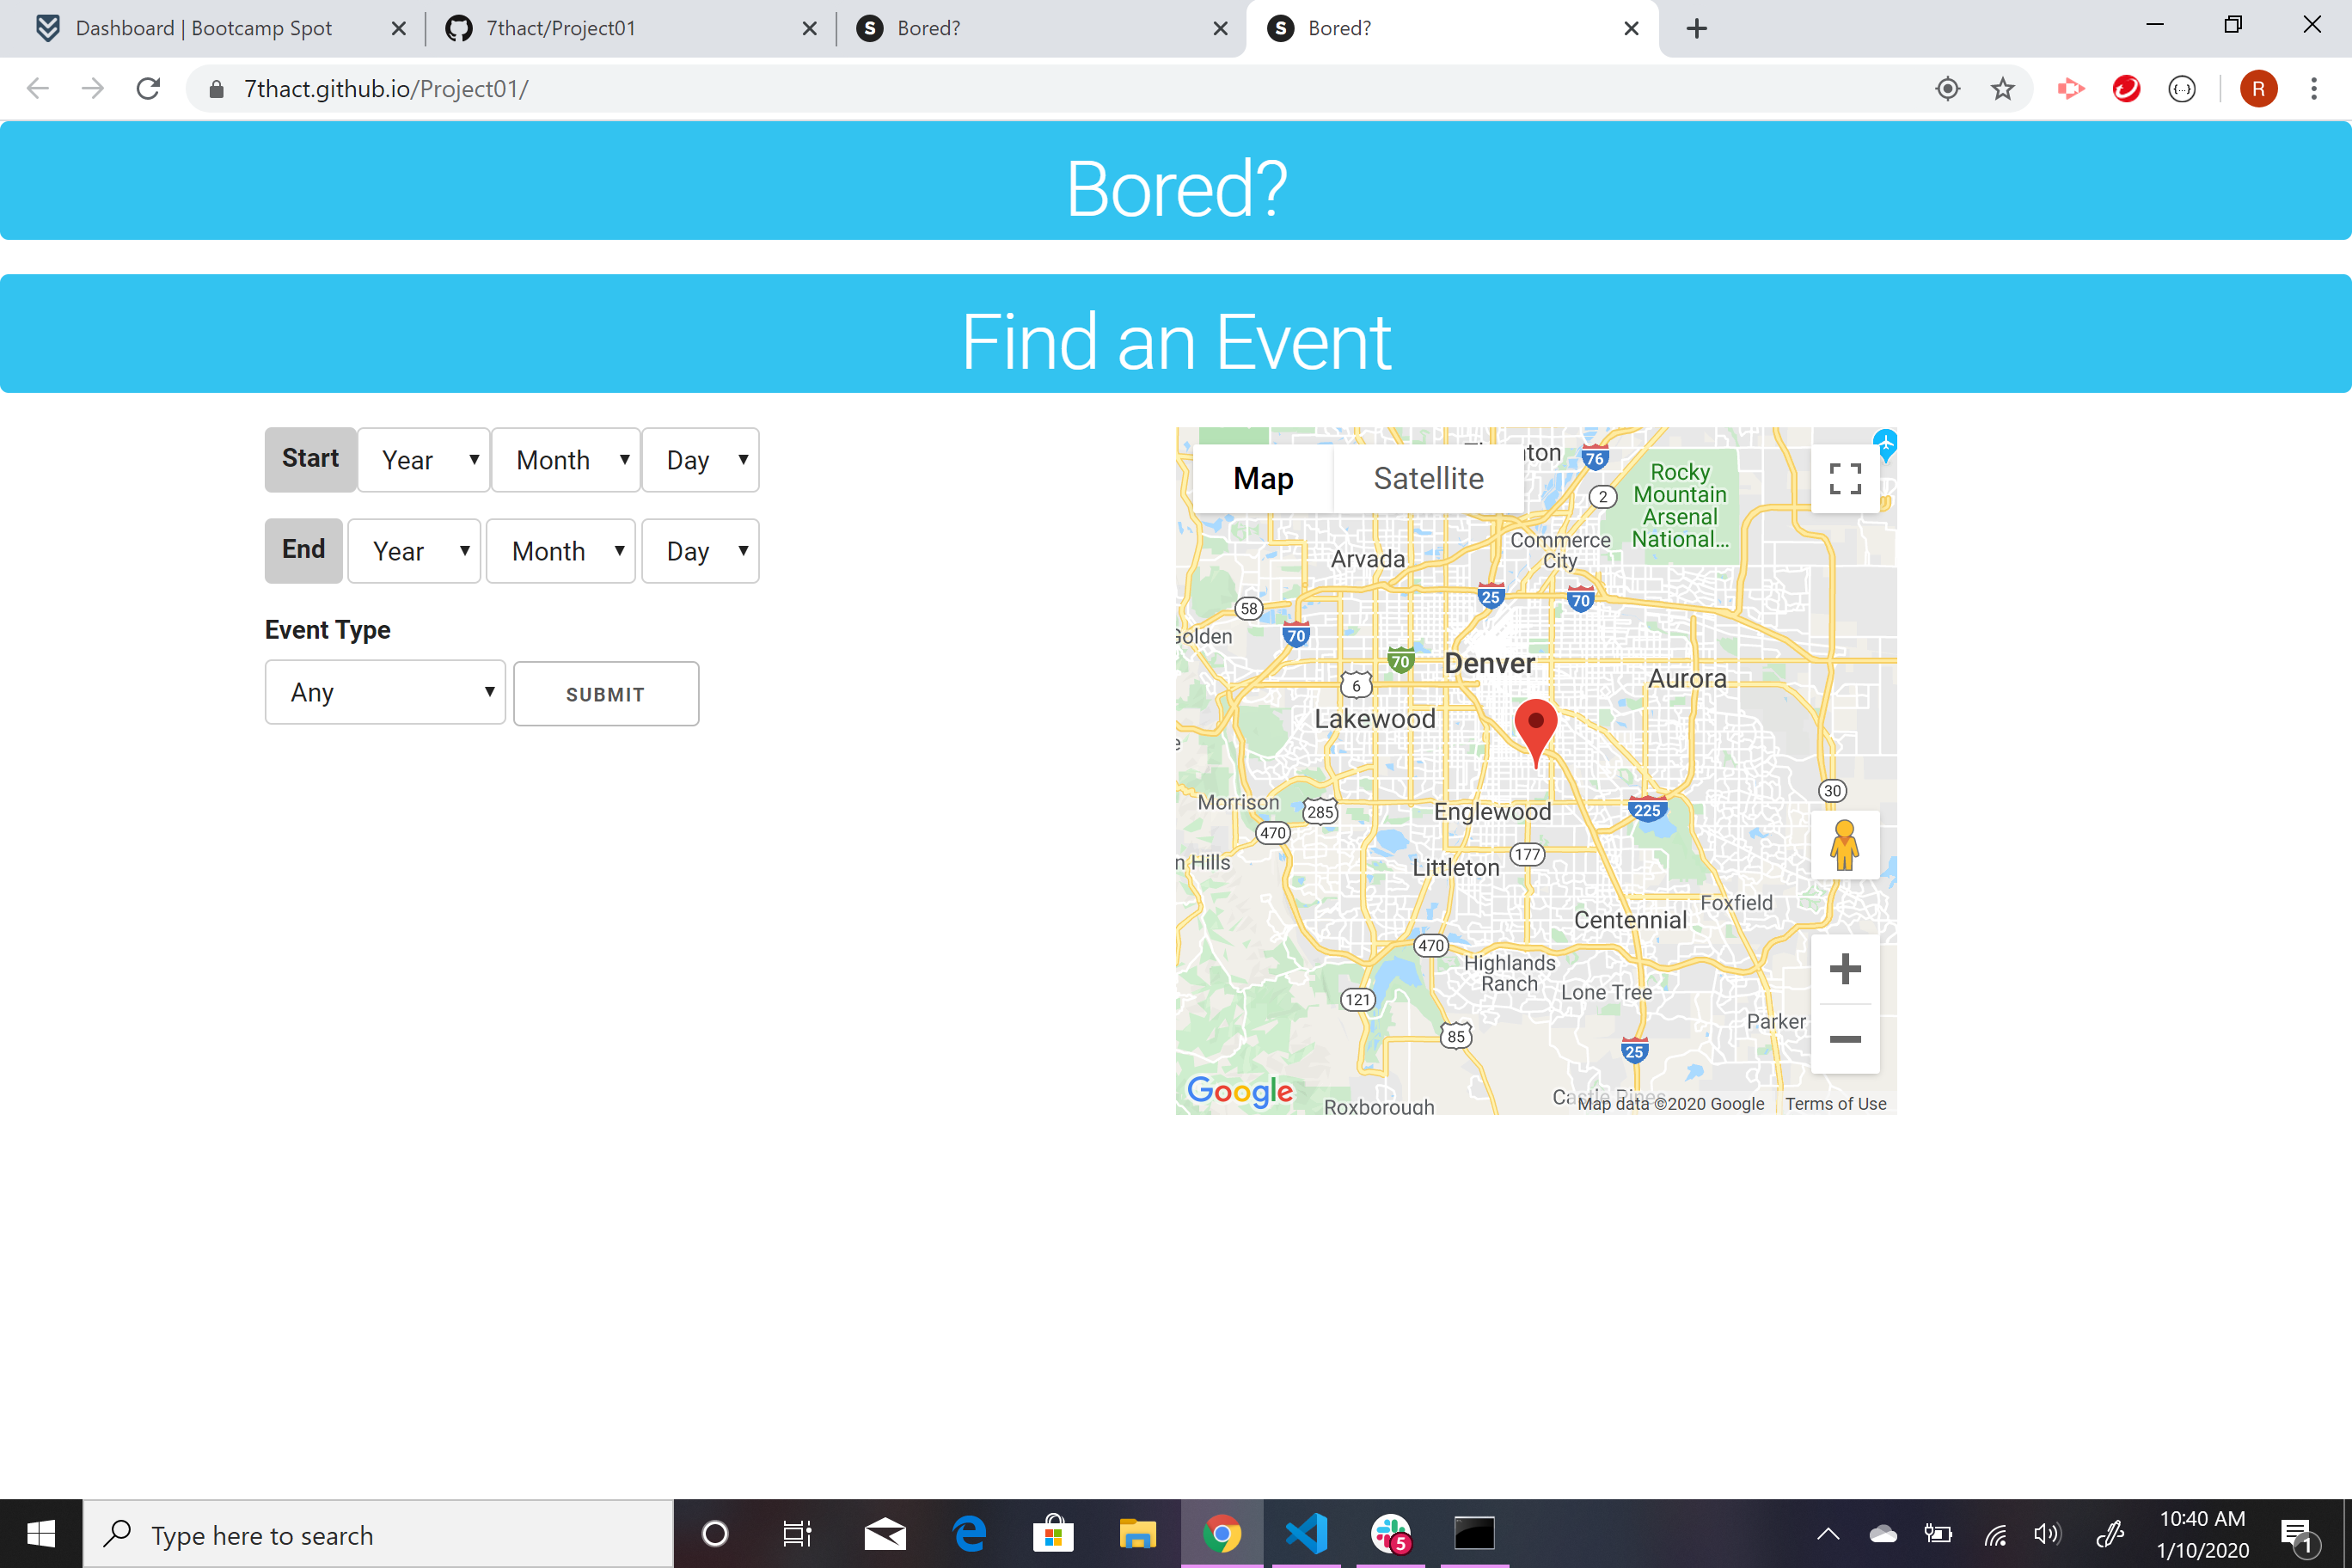 Dashboard | Bootcamp Spot
7thact/Project01
Bored?
Bored?
7thact.github.io/Project01/
R
Bored?
Find an Event
Start Year Month Day
End Year Month Day
Event Type
Any SUBMIT
Map Satellite
76
2
Rocky
Mountain
Arsenal
National...
Commerce
City
Arvada
25
70
58
70
70
Denver
6
Aurora
Lakewood
Morrison
285
470
Englewood
225
30
n Hills
Littleton
177
Foxfield
Centennial
470
Highlands
Ranch
Lone Tree
121
Parker
85
25
Google
Roxborough
Map data ©2020 Google Terms of Use
Type here to search
5
10:40 AM
1/10/2020
1